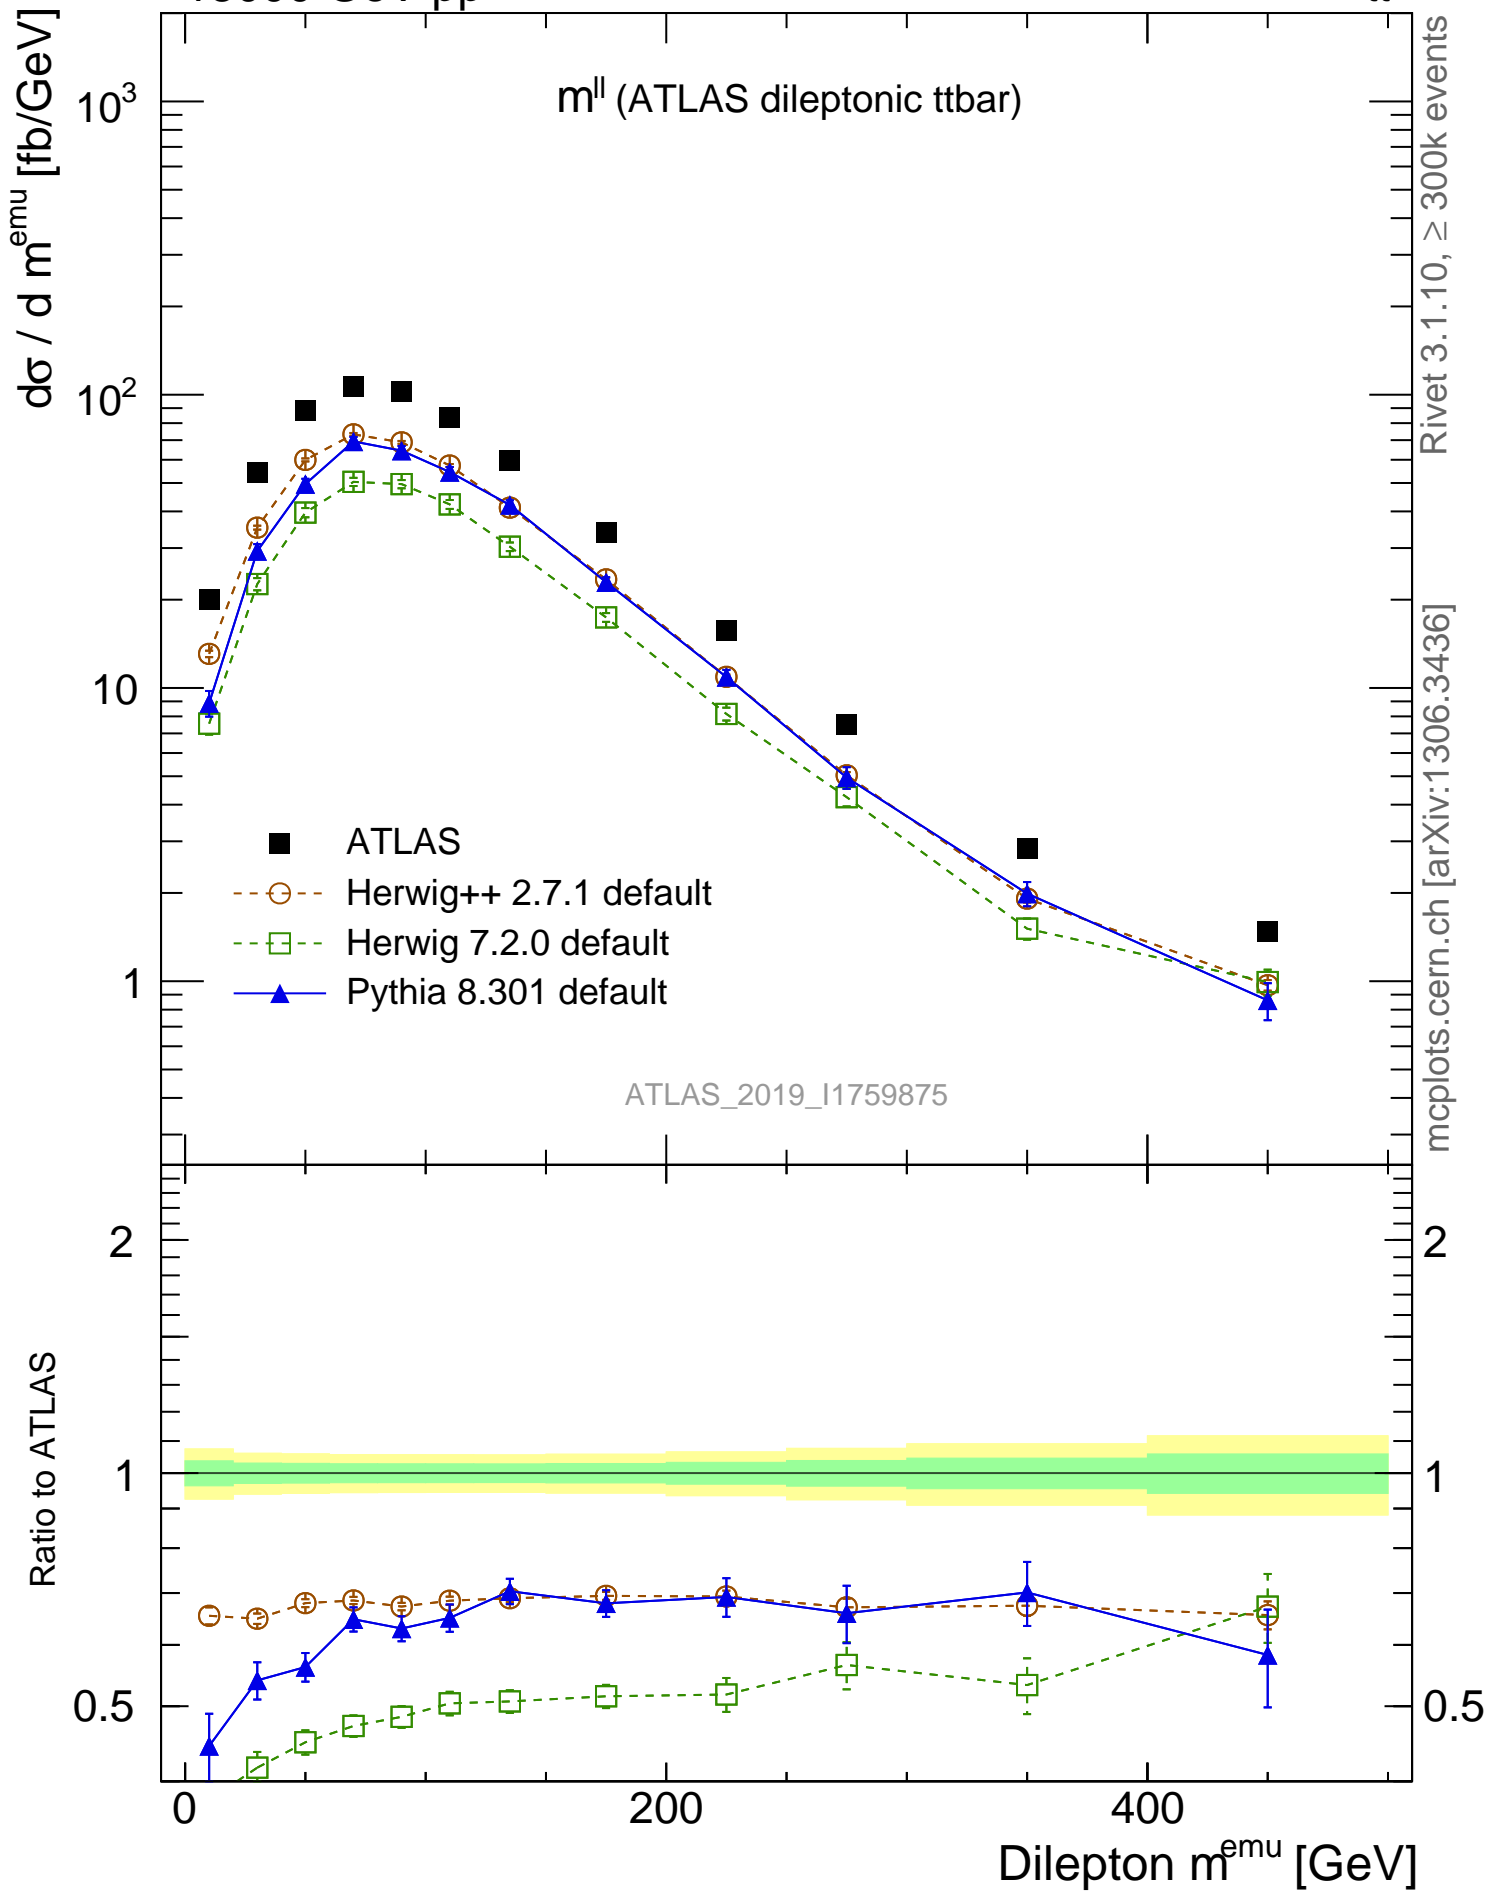 m^ll (ATLAS dileptonic ttbar)
dσ / d m^emu [fb/GeV]
10^3
10^2
10
1
ATLAS
Herwig++ 2.7.1 default
Herwig 7.2.0 default
Pythia 8.301 default
ATLAS_2019_I1759875
Rivet 3.1.10, ≥ 300k events
mcplots.cern.ch [arXiv:1306.3436]
Ratio to ATLAS
2
1
0.5
2
1
0.5
0
200
400
Dilepton m^emu [GeV]